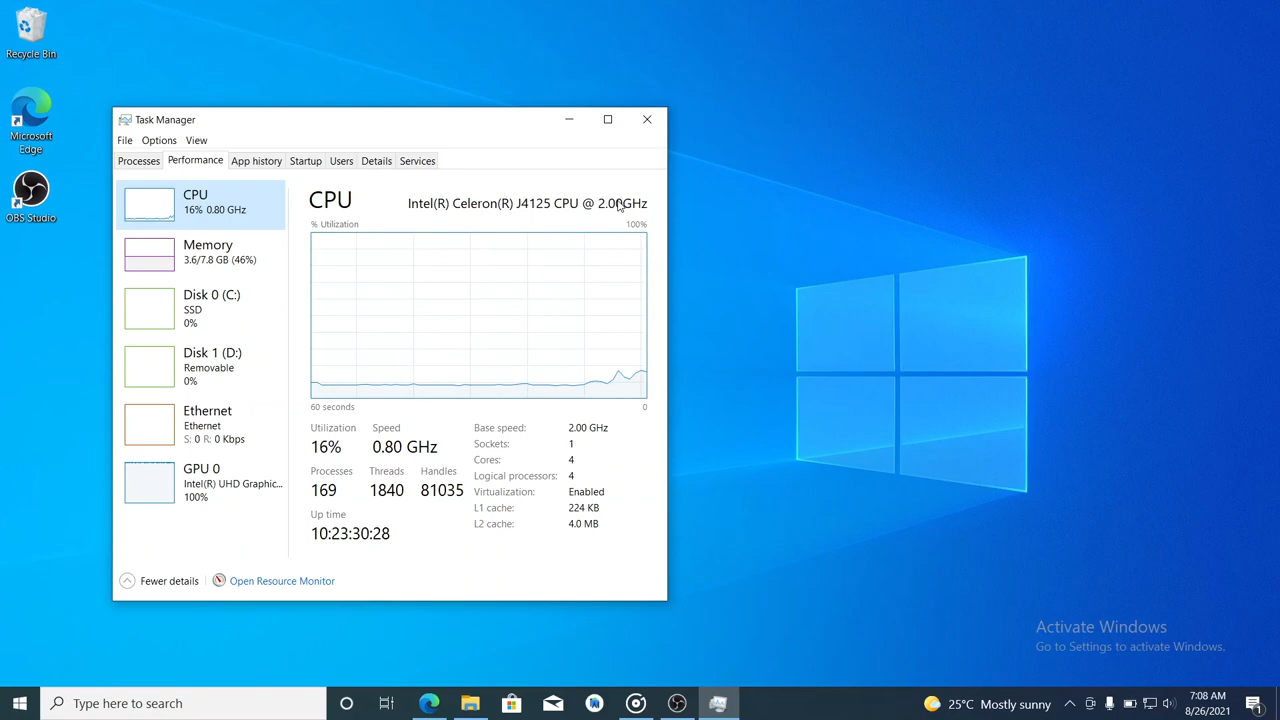 Recycle Bin
Microsoft
Edge
OBS Studio
Task Manager
File Options View
Processes Performance App history Startup Users Details Services
CPU
16% 0.80 GHz
Memory
3.6/7.8 GB (46%)
Disk 0 (C:)
SSD
0%
Disk 1 (D:)
Removable
0%
Ethernet
Ethernet
S: 0 R: 0 Kbps
GPU 0
Intel(R) UHD Graphic...
100%
CPU Intel(R) Celeron(R) J4125 CPU @ 2.00GHz
% Utilization 100%
60 seconds 0
Utilization Speed
16% 0.80 GHz
Processes Threads Handles
169 1840 81035
Up time
10:23:30:28
Base speed: 2.00 GHz
Sockets: 1
Cores: 4
Logical processors: 4
Virtualization: Enabled
L1 cache: 224 KB
L2 cache: 4.0 MB
Fewer details Open Resource Monitor
Activate Windows
Go to Settings to activate Windows.
Type here to search
25°C Mostly sunny
7:08 AM
8/26/2021
1